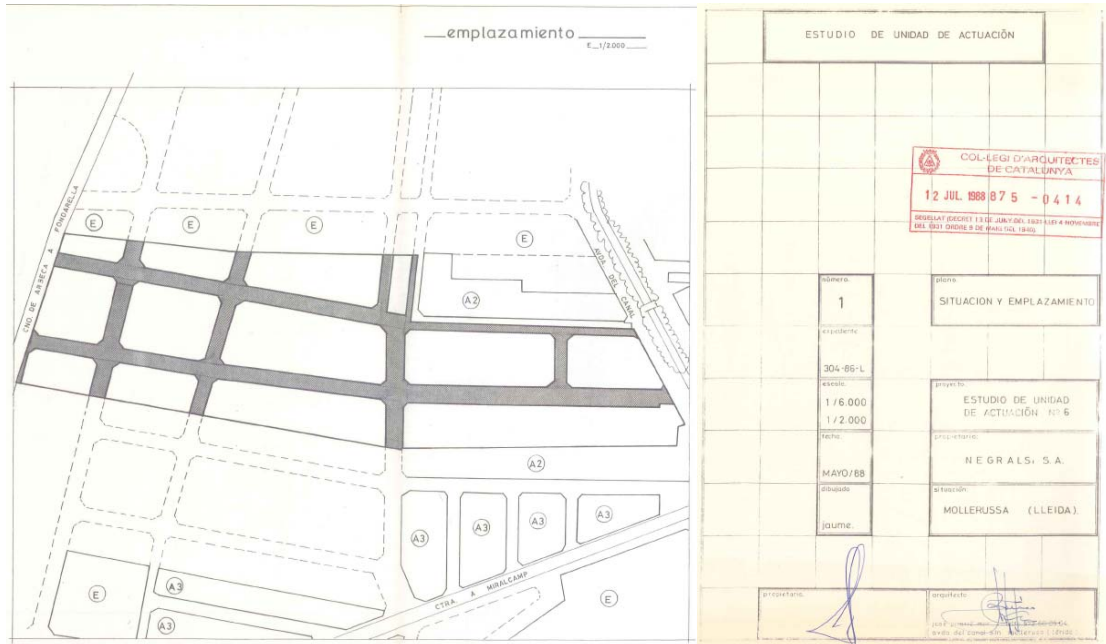 emplazamiento
E_1/2.000
CNO. DE ARBECA A FONDARELLA
E
E
E
E
A2
AVDA DEL CANAL
A2
A3
A3
A3
A3
CTRA A MIRALCAMP
E
A3
E
A3
ESTUDIO DE UNIDAD DE ACTUACIÓN
COL·LEGI D'ARQUITECTES
DE CATALUNYA
12 JUL. 1988 875 - 0414
número.
1
plano.
SITUACION Y EMPLAZAMIENTO
expediente
304-86-L
escala.
1/6.000
1/2.000
proyecto.
ESTUDIO DE UNIDAD
DE ACTUACIÓN Nº 6
fecha.
MAYO/88
propietario.
NEGRALS, S.A.
dibujado
jaume.
situación
MOLLERUSSA (LLEIDA).
propietario.
arquitecto